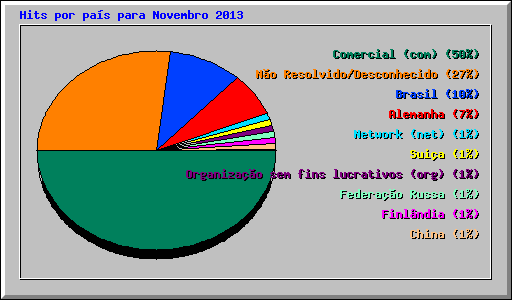 Hits por país para Novembro 2013
Comercial (com) (50%)
Não Resolvido/Desconhecido (27%)
Brasil (10%)
Alemanha (7%)
Network (net) (1%)
Suiça (1%)
Organização sem fins lucrativos (org) (1%)
Federação Russa (1%)
Finlândia (1%)
China (1%)